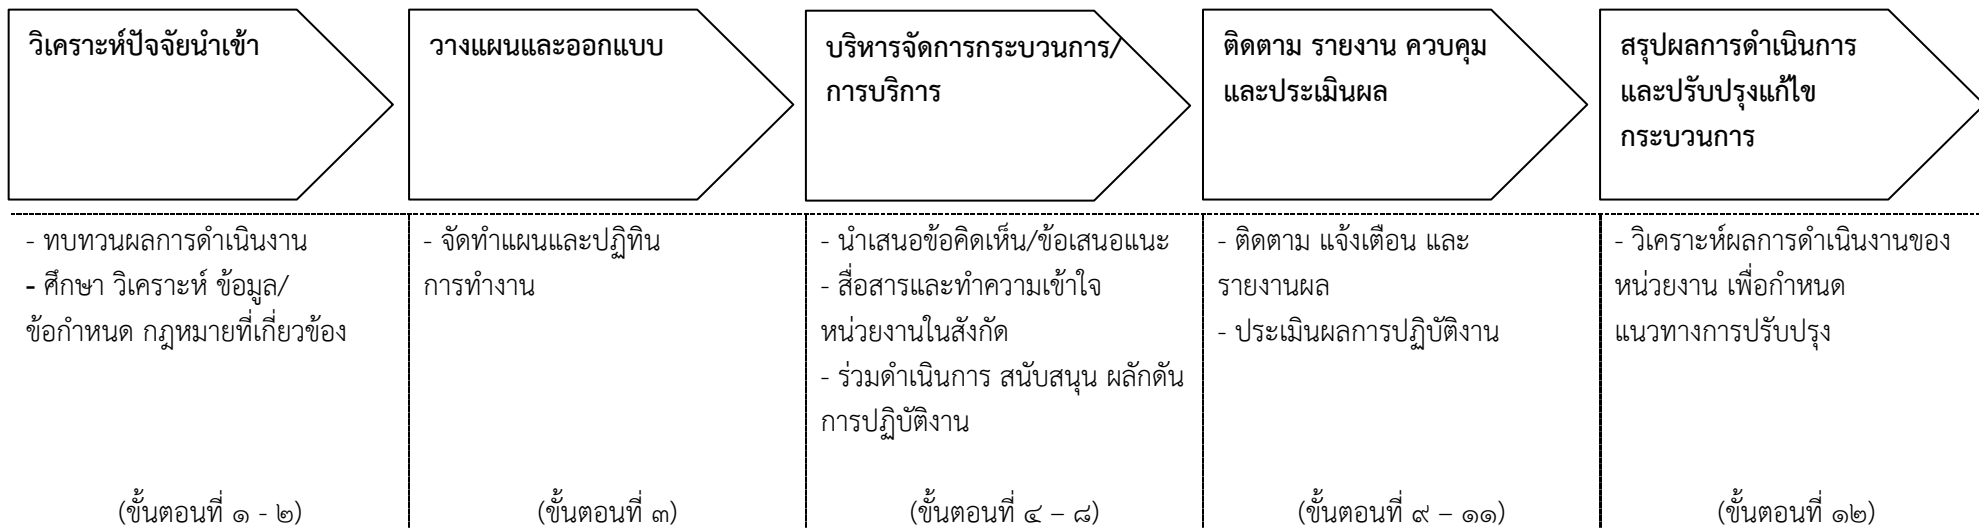 วิเคราะห์ปัจจัยนำเข้า
วางแผนและออกแบบ
บริหารจัดการกระบวนการ/
การบริการ
ติดตาม รายงาน ควบคุม
และประเมินผล
สรุปผลการดำเนินการ
และปรับปรุงแก้ไข
กระบวนการ
- ทบทวนผลการดำเนินงาน
- ศึกษา วิเคราะห์ ข้อมูล/
ข้อกำหนด กฎหมายที่เกี่ยวข้อง
(ขั้นตอนที่ ๑ - ๒)
- จัดทำแผนและปฏิทิน
การทำงาน
(ขั้นตอนที่ ๓)
- นำเสนอข้อคิดเห็น/ข้อเสนอแนะ
- สื่อสารและทำความเข้าใจ
หน่วยงานในสังกัด
- ร่วมดำเนินการ สนับสนุน ผลักดัน
การปฏิบัติงาน
(ขั้นตอนที่ ๔ – ๘)
- ติดตาม แจ้งเตือน และ
รายงานผล
- ประเมินผลการปฏิบัติงาน
(ขั้นตอนที่ ๙ – ๑๑)
- วิเคราะห์ผลการดำเนินงานของ
หน่วยงาน เพื่อกำหนด
แนวทางการปรับปรุง
(ขั้นตอนที่ ๑๒)